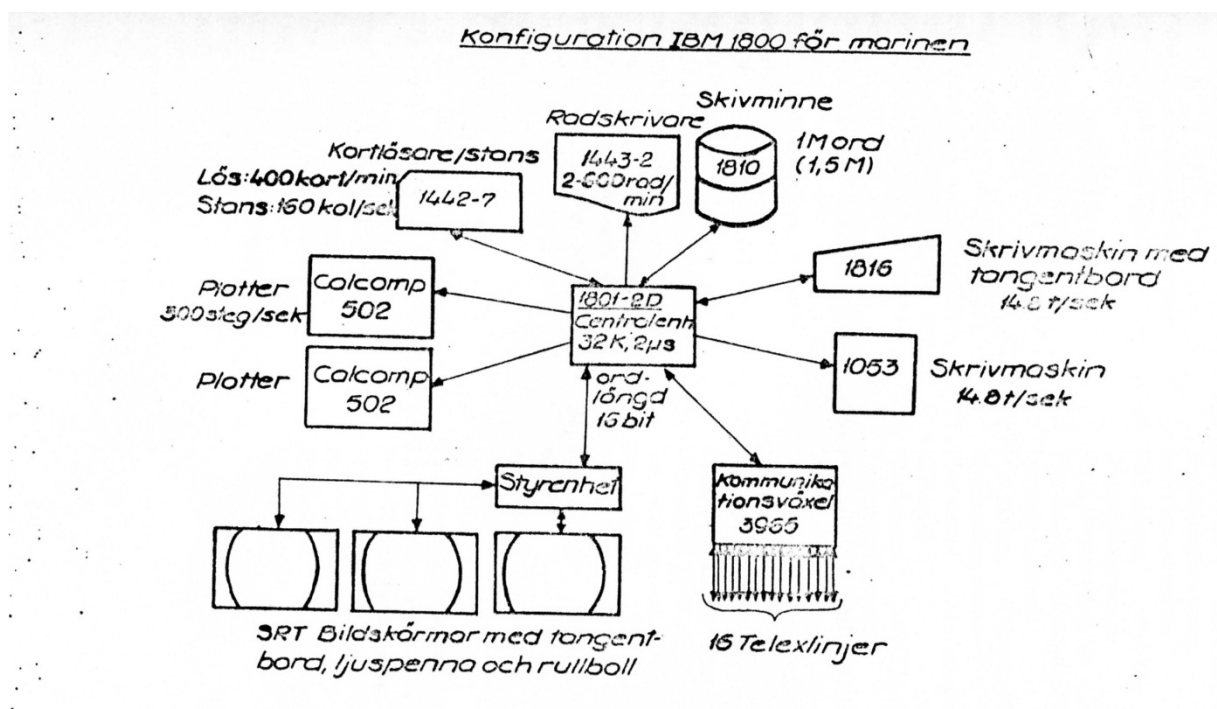 Konfiguration IBM 1800 för marinen
Skivminne
1810
1M ord
(1,5 M)
Radskrivare
1443-2
rad/
min
Kortläsare/stans
Läs: 400 kort/min
Stans: 160 kol/sek
1442-7
1816
Skrivmaskin med
tangentbord
14.8 t/sek
Plotter
300 steg/sek
Calcomp
502
1801-2D
Centralenh.
32K, 2µs
ord-
längd
16 bit
1053
Skrivmaskin
14.8 t/sek
Plotter
Calcomp
502
Styrenhet
Kommunika
tionsväxel
3965
Bildskärmar med tangent-
bord, ljuspenna och rullboll
16 Telexlinjer